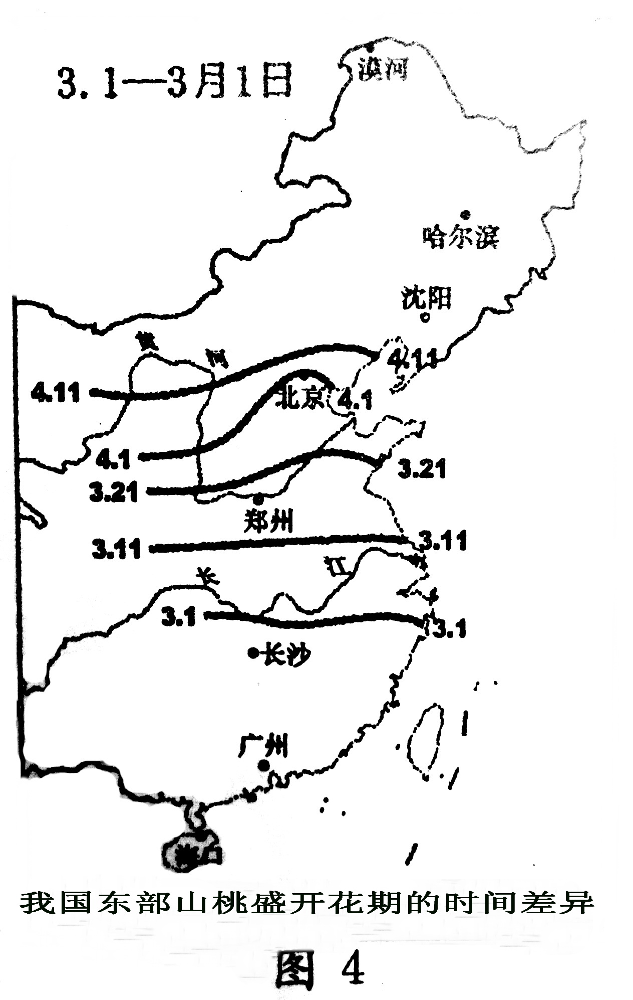 3.1—3月1日
漠河
哈尔滨
沈阳
黄
河
4.11
4.11
北京
4.1
4.1
3.21
3.21
郑州
3.11
3.11
江
长
3.1
3.1
长沙
广州
海口
我国东部山桃盛开花期的时间差异
图 4